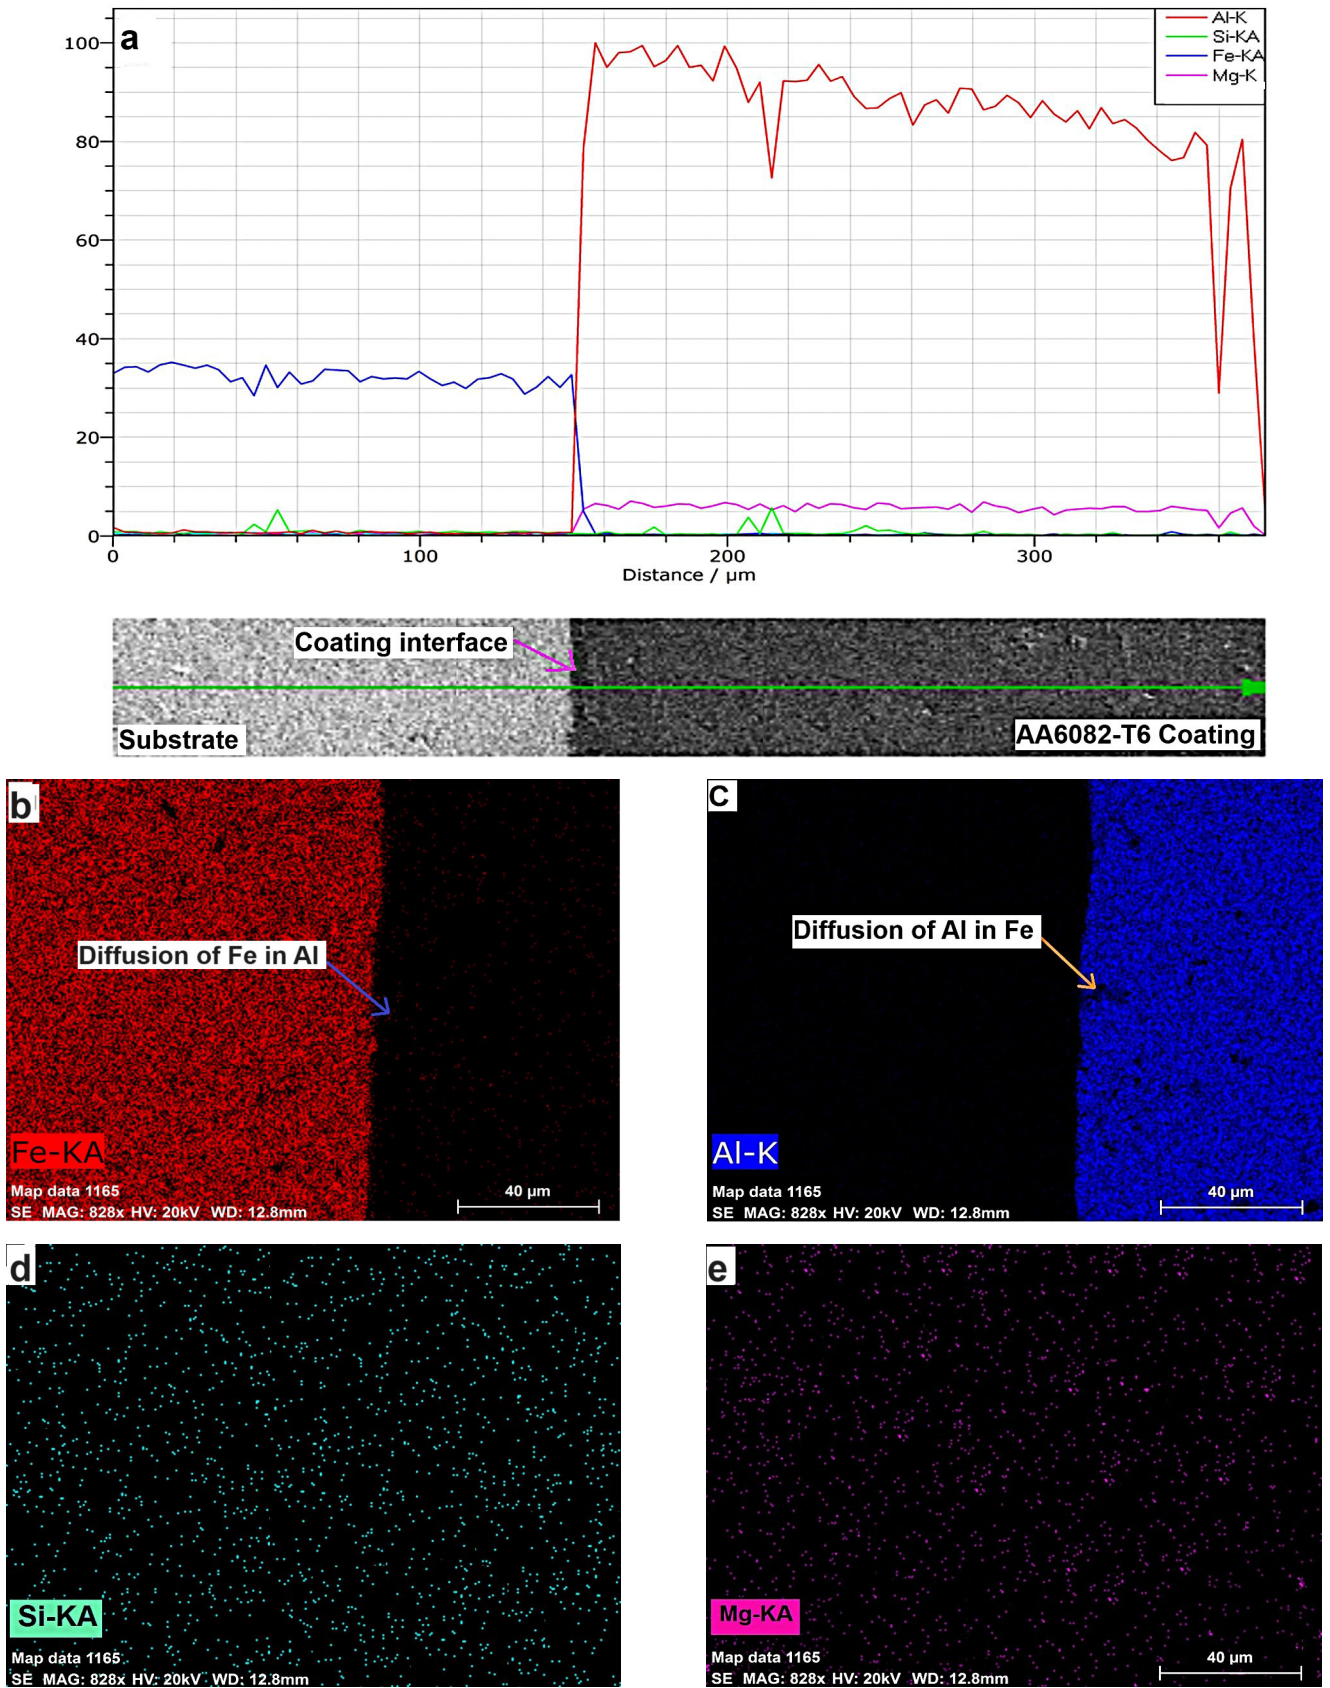 a
Al-K
Si-KA
Fe-KA
Mg-K
100
80
60
40
20
0
0 100 200 300
Distance / µm
Coating interface
Substrate
AA6082-T6 Coating
b
Diffusion of Fe in Al
Fe-KA
Map data 1165
SE MAG: 828x HV: 20kV WD: 12.8mm
40 µm
c
Diffusion of Al in Fe
Al-K
Map data 1165
SE MAG: 828x HV: 20kV WD: 12.8mm
40 µm
d
Si-KA
Map data 1165
SE MAG: 828x HV: 20kV WD: 12.8mm
e
Mg-KA
Map data 1165
SE MAG: 828x HV: 20kV WD: 12.8mm
40 µm